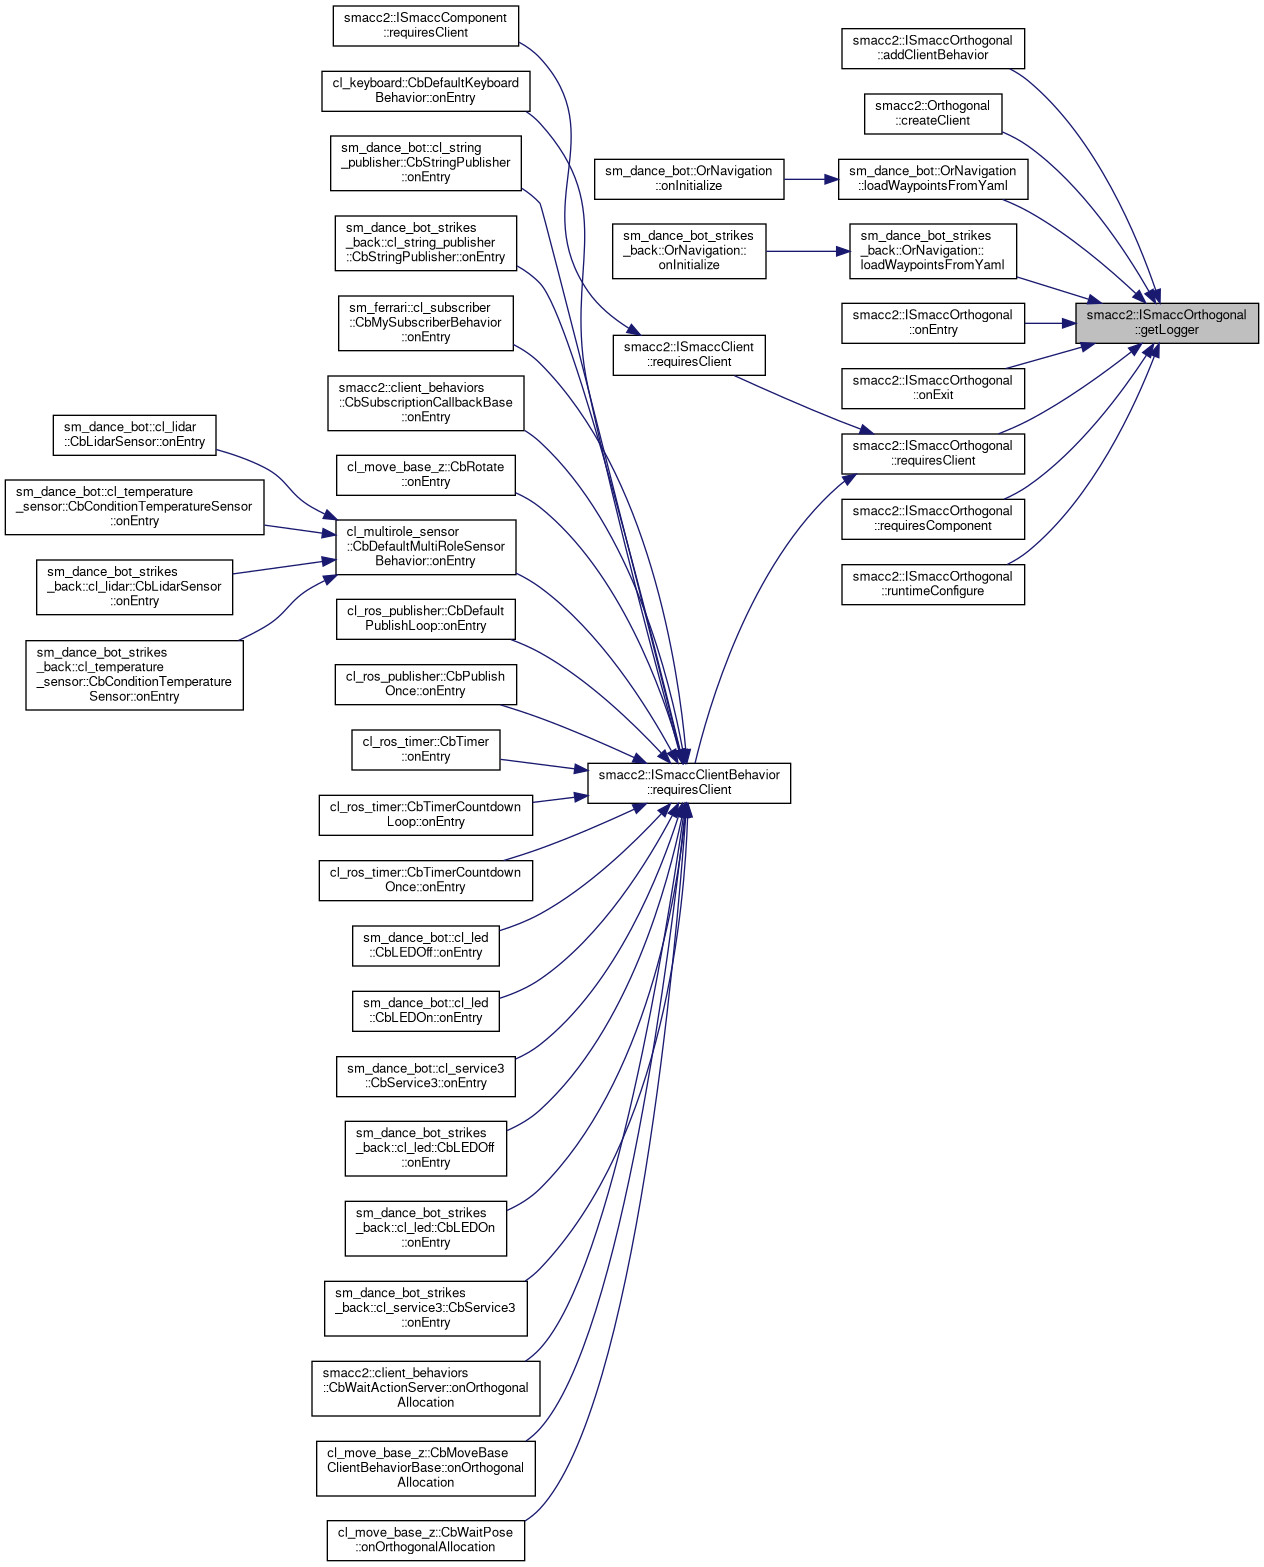 smacc2::ISmaccComponent
::requiresClient
cl_keyboard::CbDefaultKeyboard
Behavior::onEntry
sm_dance_bot::cl_string
_publisher::CbStringPublisher
::onEntry
sm_dance_bot_strikes
_back::cl_string_publisher
::CbStringPublisher::onEntry
sm_ferrari::cl_subscriber
::CbMySubscriberBehavior
::onEntry
smacc2::client_behaviors
::CbSubscriptionCallbackBase
::onEntry
cl_move_base_z::CbRotate
::onEntry
cl_multirole_sensor
::CbDefaultMultiRoleSensor
Behavior::onEntry
cl_ros_publisher::CbDefault
PublishLoop::onEntry
cl_ros_publisher::CbPublish
Once::onEntry
cl_ros_timer::CbTimer
::onEntry
cl_ros_timer::CbTimerCountdown
Loop::onEntry
cl_ros_timer::CbTimerCountdown
Once::onEntry
sm_dance_bot::cl_led
::CbLEDOff::onEntry
sm_dance_bot::cl_led
::CbLEDOn::onEntry
sm_dance_bot::cl_service3
::CbService3::onEntry
sm_dance_bot_strikes
_back::cl_led::CbLEDOff
::onEntry
sm_dance_bot_strikes
_back::cl_led::CbLEDOn
::onEntry
sm_dance_bot_strikes
_back::cl_service3::CbService3
::onEntry
smacc2::client_behaviors
::CbWaitActionServer::onOrthogonal
Allocation
cl_move_base_z::CbMoveBase
ClientBehaviorBase::onOrthogonal
Allocation
cl_move_base_z::CbWaitPose
::onOrthogonalAllocation
sm_dance_bot::cl_lidar
::CbLidarSensor::onEntry
sm_dance_bot::cl_temperature
_sensor::CbConditionTemperatureSensor
::onEntry
sm_dance_bot_strikes
_back::cl_lidar::CbLidarSensor
::onEntry
sm_dance_bot_strikes
_back::cl_temperature
_sensor::CbConditionTemperature
Sensor::onEntry
sm_dance_bot::OrNavigation
::onInitialize
sm_dance_bot_strikes
_back::OrNavigation::
onInitialize
smacc2::ISmaccClient
::requiresClient
smacc2::ISmaccClientBehavior
::requiresClient
smacc2::ISmaccOrthogonal
::addClientBehavior
smacc2::Orthogonal
::createClient
sm_dance_bot::OrNavigation
::loadWaypointsFromYaml
sm_dance_bot_strikes
_back::OrNavigation::
loadWaypointsFromYaml
smacc2::ISmaccOrthogonal
::onEntry
smacc2::ISmaccOrthogonal
::onExit
smacc2::ISmaccOrthogonal
::requiresClient
smacc2::ISmaccOrthogonal
::requiresComponent
smacc2::ISmaccOrthogonal
::runtimeConfigure
smacc2::ISmaccOrthogonal
::getLogger